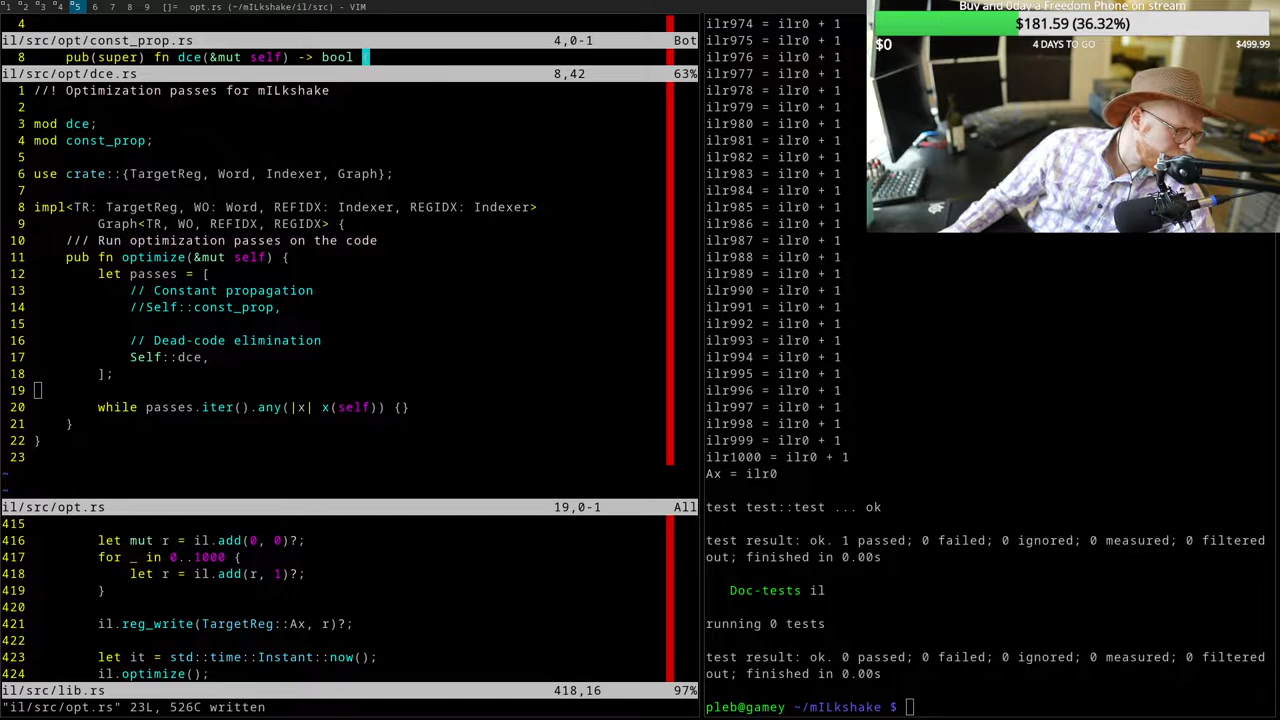 1 2 3 4 5 6 7 8 9 []= opt.rs (~/mILkshake/il/src) - VIM
4
il/src/opt/const_prop.rs 4,0-1 Bot
8 pub(super) fn dce(&mut self) -> bool {
il/src/opt/dce.rs 8,42 63%
1 //! Optimization passes for mILkshake
2
3 mod dce;
4 mod const_prop;
5
6 use crate::{TargetReg, Word, Indexer, Graph};
7
8 impl<TR: TargetReg, WO: Word, REFIDX: Indexer, REGIDX: Indexer>
9 Graph<TR, WO, REFIDX, REGIDX> {
10 /// Run optimization passes on the code
11 pub fn optimize(&mut self) {
12 let passes = [
13 // Constant propagation
14 //Self::const_prop,
15
16 // Dead-code elimination
17 Self::dce,
18 ];
19
20 while passes.iter().any(|x| x(self)) {}
21 }
22 }
23
~
~
il/src/opt.rs 19,0-1 All
415
416 let mut r = il.add(0, 0)?;
417 for _ in 0..1000 {
418 let r = il.add(r, 1)?;
419 }
420
421 il.reg_write(TargetReg::Ax, r)?;
422
423 let it = std::time::Instant::now();
424 il.optimize();
il/src/lib.rs 418,16 97%
"il/src/opt.rs" 23L, 526C written
ilr974 = ilr0 + 1
ilr975 = ilr0 + 1
ilr976 = ilr0 + 1
ilr977 = ilr0 + 1
ilr978 = ilr0 + 1
ilr979 = ilr0 + 1
ilr980 = ilr0 + 1
ilr981 = ilr0 + 1
ilr982 = ilr0 + 1
ilr983 = ilr0 + 1
ilr984 = ilr0 + 1
ilr985 = ilr0 + 1
ilr986 = ilr0 + 1
ilr987 = ilr0 + 1
ilr988 = ilr0 + 1
ilr989 = ilr0 + 1
ilr990 = ilr0 + 1
ilr991 = ilr0 + 1
ilr992 = ilr0 + 1
ilr993 = ilr0 + 1
ilr994 = ilr0 + 1
ilr995 = ilr0 + 1
ilr996 = ilr0 + 1
ilr997 = ilr0 + 1
ilr998 = ilr0 + 1
ilr999 = ilr0 + 1
ilr1000 = ilr0 + 1
Ax = ilr0
test test::test ... ok
test result: ok. 1 passed; 0 failed; 0 ignored; 0 measured; 0 filtered
out; finished in 0.00s
Doc-tests il
running 0 tests
test result: ok. 0 passed; 0 failed; 0 ignored; 0 measured; 0 filtered
out; finished in 0.00s
pleb@gamey ~/mILkshake $
Buy and 0day a Freedom Phone on stream
$181.59 (36.32%)
$0 4 DAYS TO GO $499.99